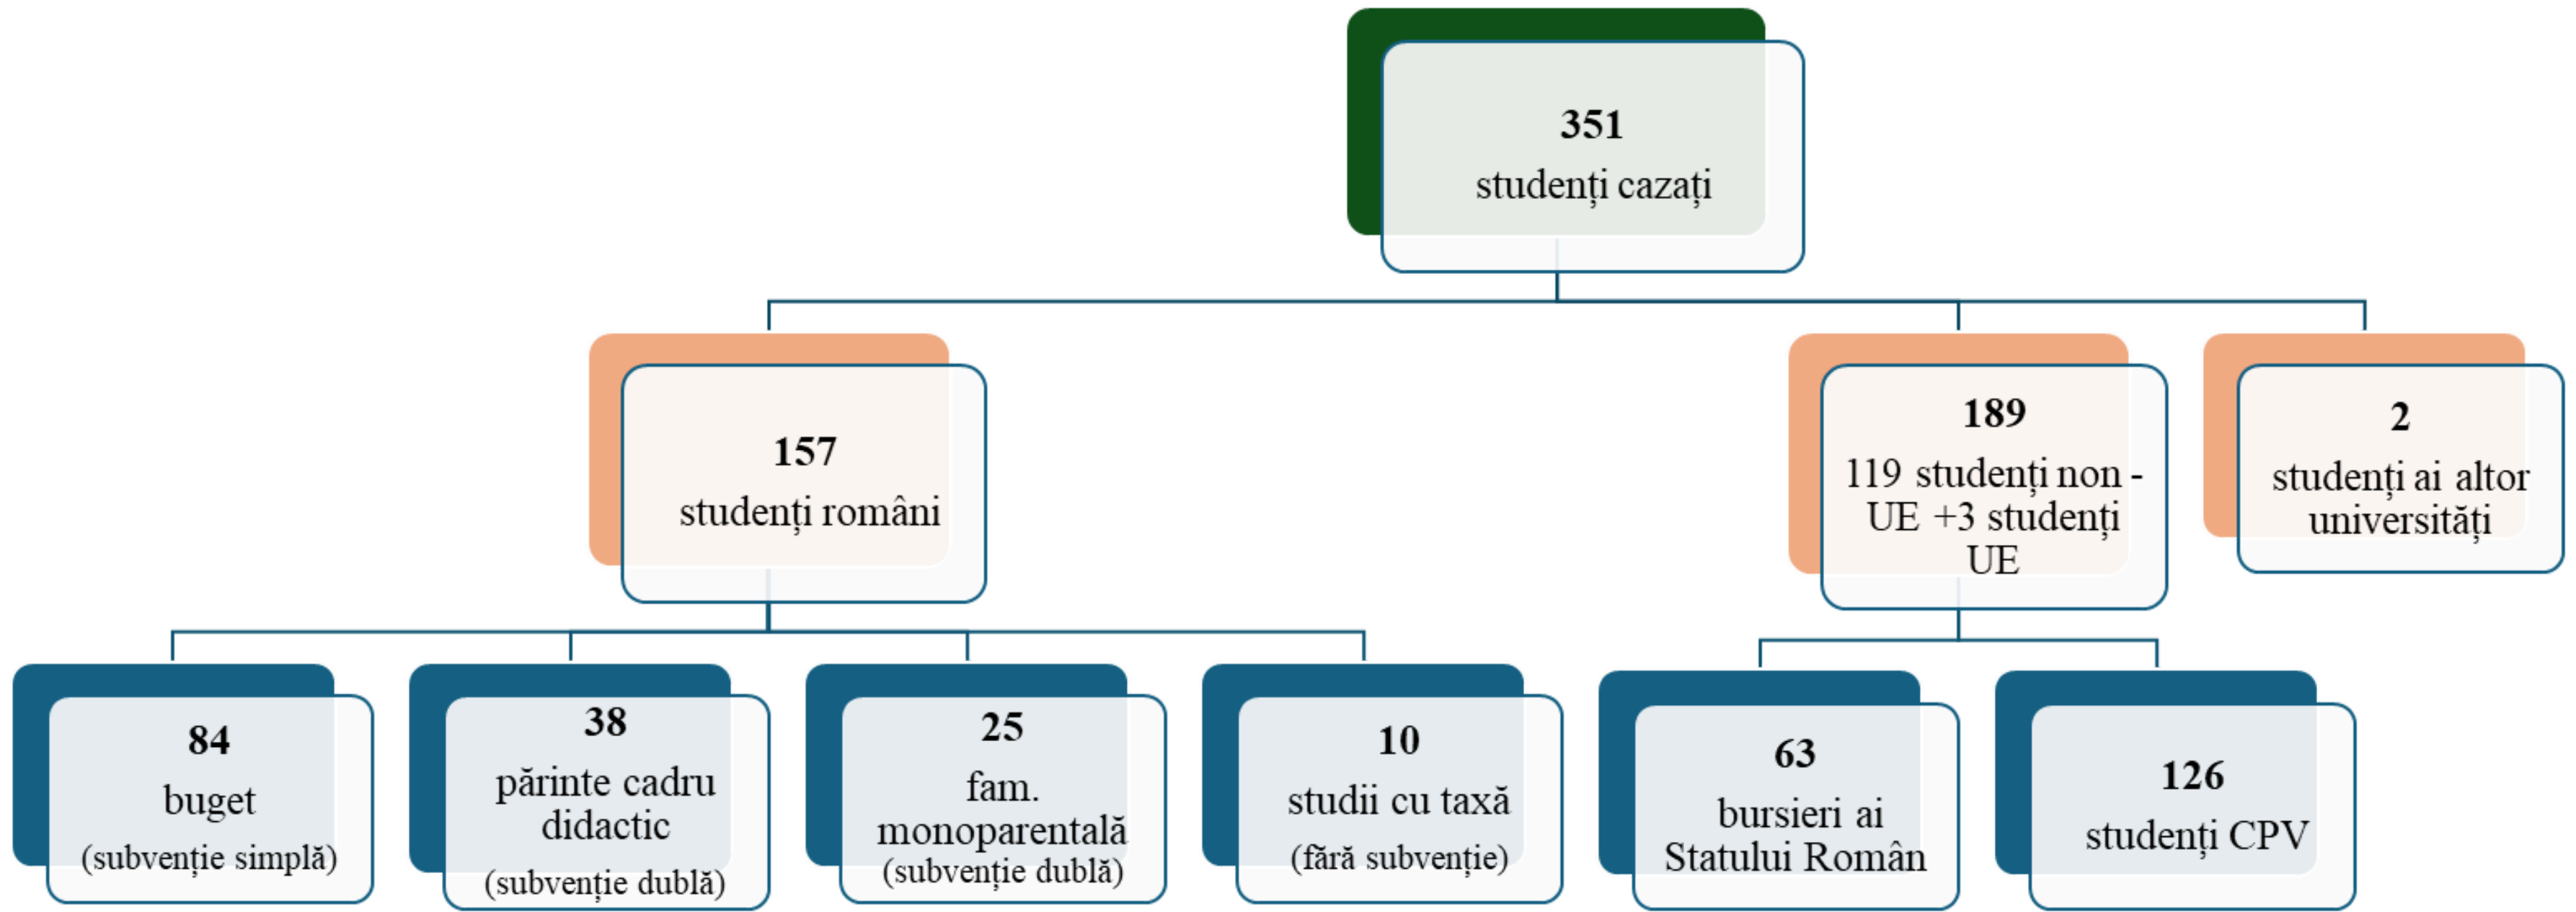 351
studenți cazați
157
studenți români
189
119 studenți non -
UE +3 studenți
UE
2
studenți ai altor
universități
84
buget
(subvenție simplă)
38
părinte cadru
didactic
(subvenție dublă)
25
fam.
monoparentală
(subvenție dublă)
10
studii cu taxă
(fără subvenție)
63
bursieri ai
Statului Român
126
studenți CPV